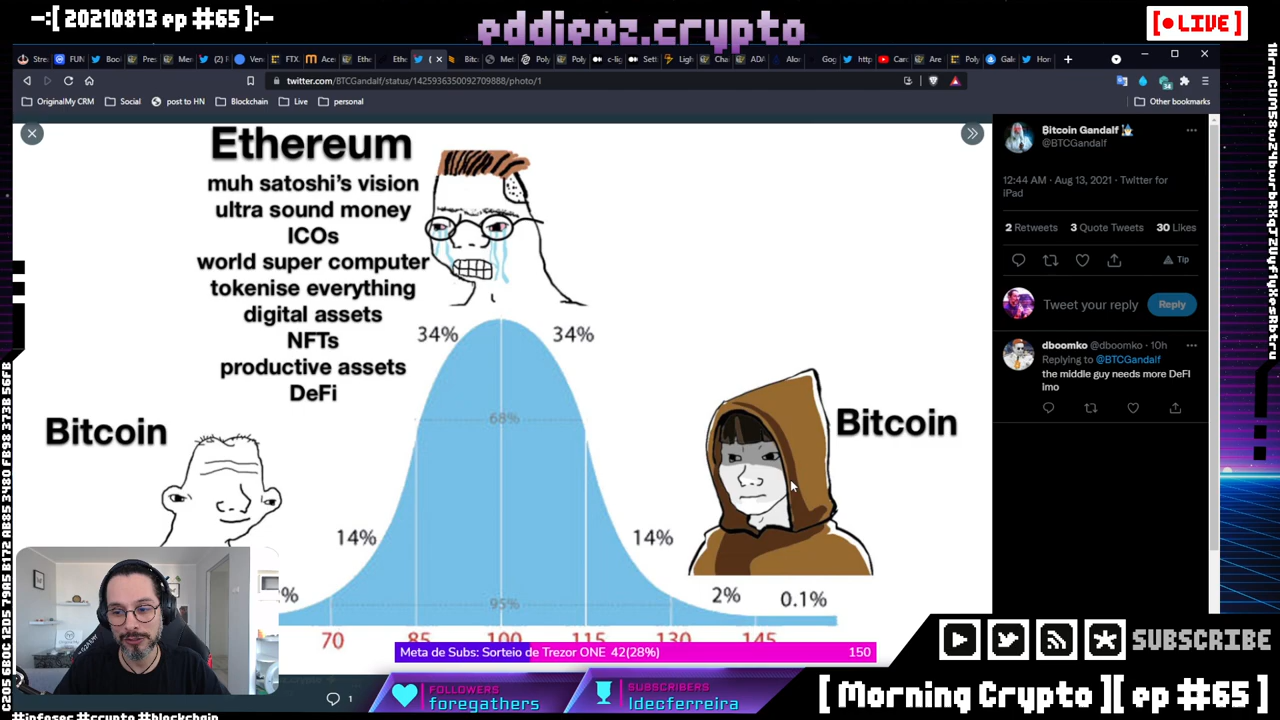 -:[ 20210813 ep #65 ]:-
eddieoz.crypto
[● LIVE]
twitter.com/BTCGandalf/status/1425936350092709888/photo/1
OriginalMy CRM
Social
post to HN
Blockchain
Live
personal
Other bookmarks
Ethereum
muh satoshi's vision
ultra sound money
ICOs
world super computer
tokenise everything
digital assets
NFTs
productive assets
DeFi
34%
34%
68%
Bitcoin
Bitcoin
14%
14%
95%
2%
0.1%
70
85
100
115
130
145
Bitcoin Gandalf
@BTCGandalf
12:44 AM · Aug 13, 2021 · Twitter for
iPad
2 Retweets 3 Quote Tweets 30 Likes
Tip
Tweet your reply
Reply
dboomko @dboomko · 10h
Replying to @BTCGandalf
the middle guy needs more DeFI
lmo
Meta de Subs: Sorteio de Trezor ONE 42(28%)
150
1
FOLLOWERS
foregathers
SUBSCRIBERS
ldecferreira
SUBSCRIBE
[ Morning Crypto ][ ep #65 ]
#infosec #crypto #blockchain